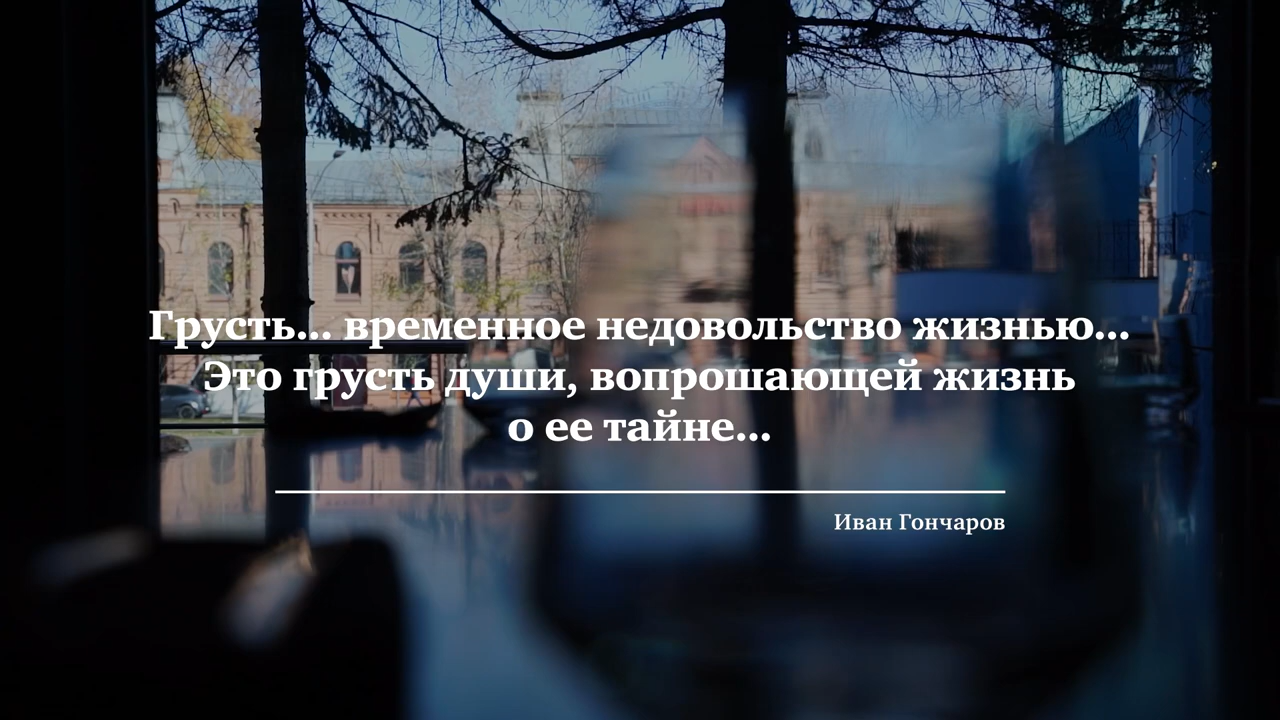 Грусть... временное недовольство жизнью...
Это грусть души, вопрошающей жизнь
о ее тайне...
Иван Гончаров